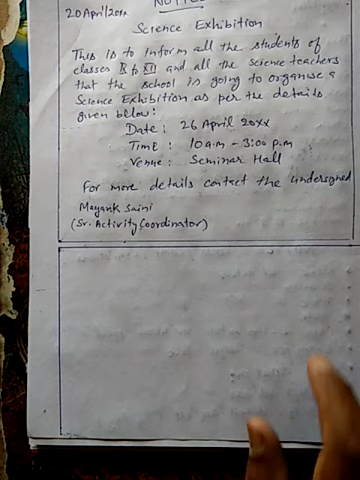 NOTICE
20 April 20xx
Science Exhibition
This is to inform all the students of
classes IX to XII and all the science teachers
that the school is going to organise a
Science Exhibition as per the details
given bllow:
Date : 26 April 20xx
Time : 10 a.m - 3:00 p.m
Venue : Seminar Hall
For more details contact the undersigned
Mayank Saini
(Sr. Activity Coordinator)